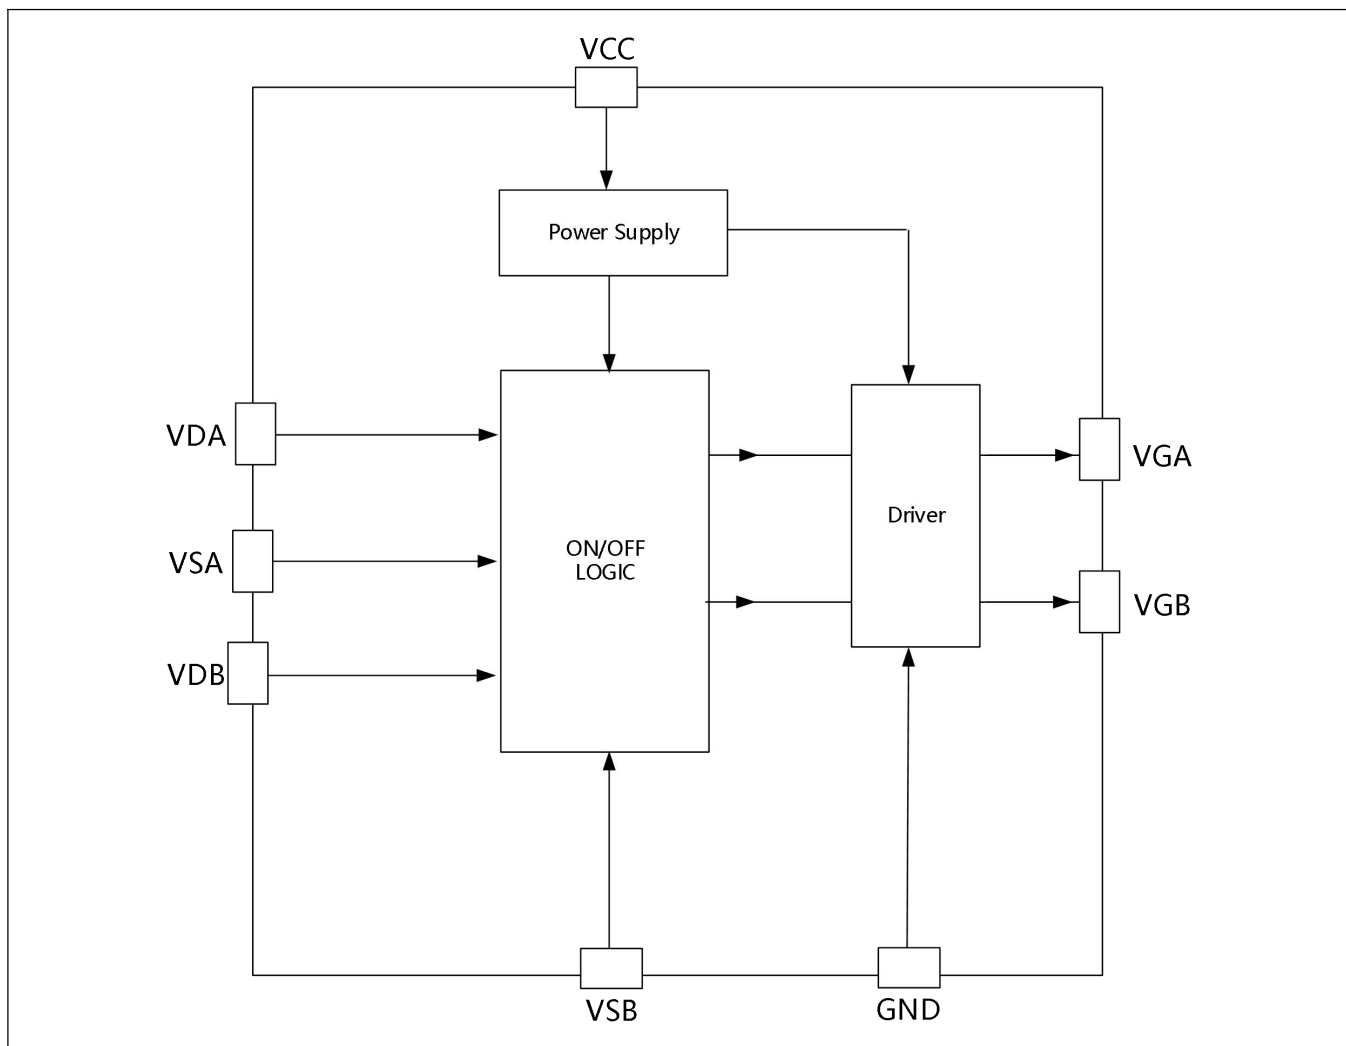 VCC
Power Supply
VDA
VGA
Driver
ON/OFF
LOGIC
VSA
VGB
VDB
VSB
GND